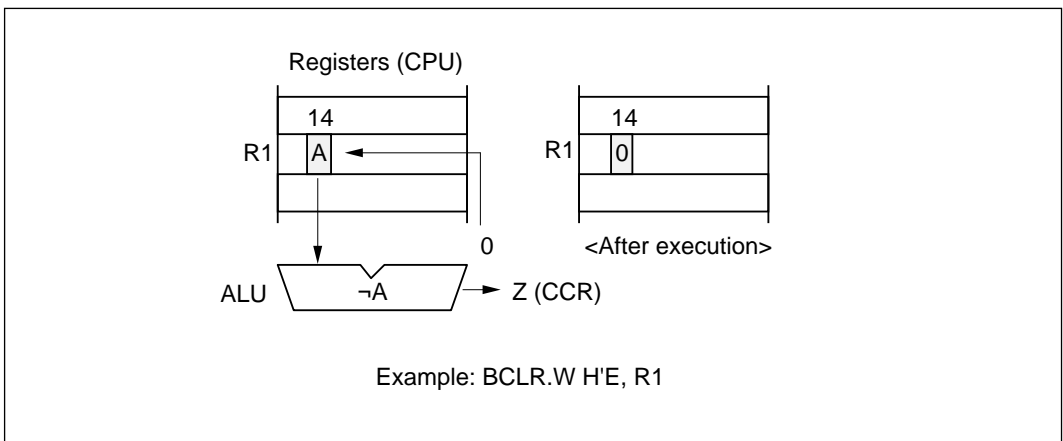 Registers (CPU)
14
14
R1
A
R1
0
0
<After execution>
ALU
¬A
Z (CCR)
Example: BCLR.W H'E, R1